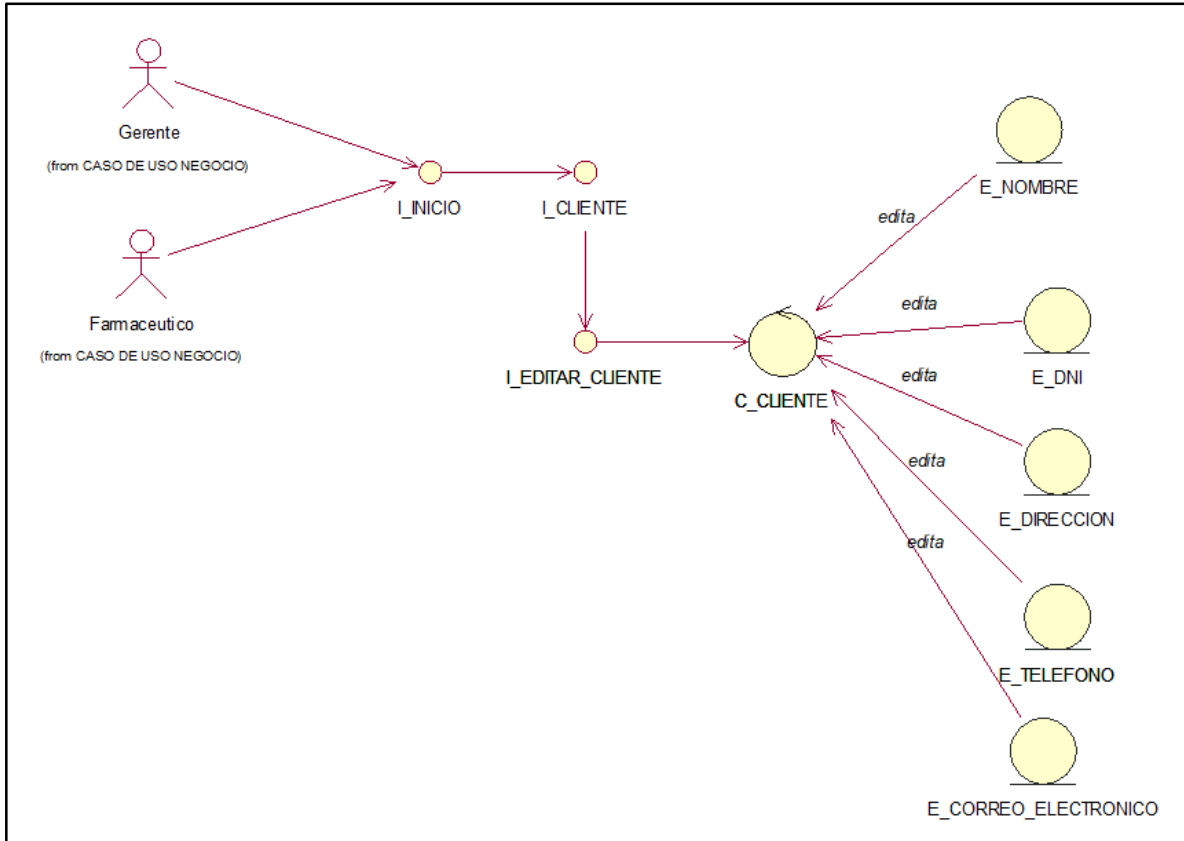 Gerente
(from CASO DE USO NEGOCIO)
I_INICIO
I_CLIENTE
Farmaceutico
(from CASO DE USO NEGOCIO)
I_EDITAR_CLIENTE
C_CLIENTE
edita
E_NOMBRE
edita
E_DNI
edita
E_DIRECCION
edita
E_TELEFONO
edita
E_CORREO_ELECTRONICO